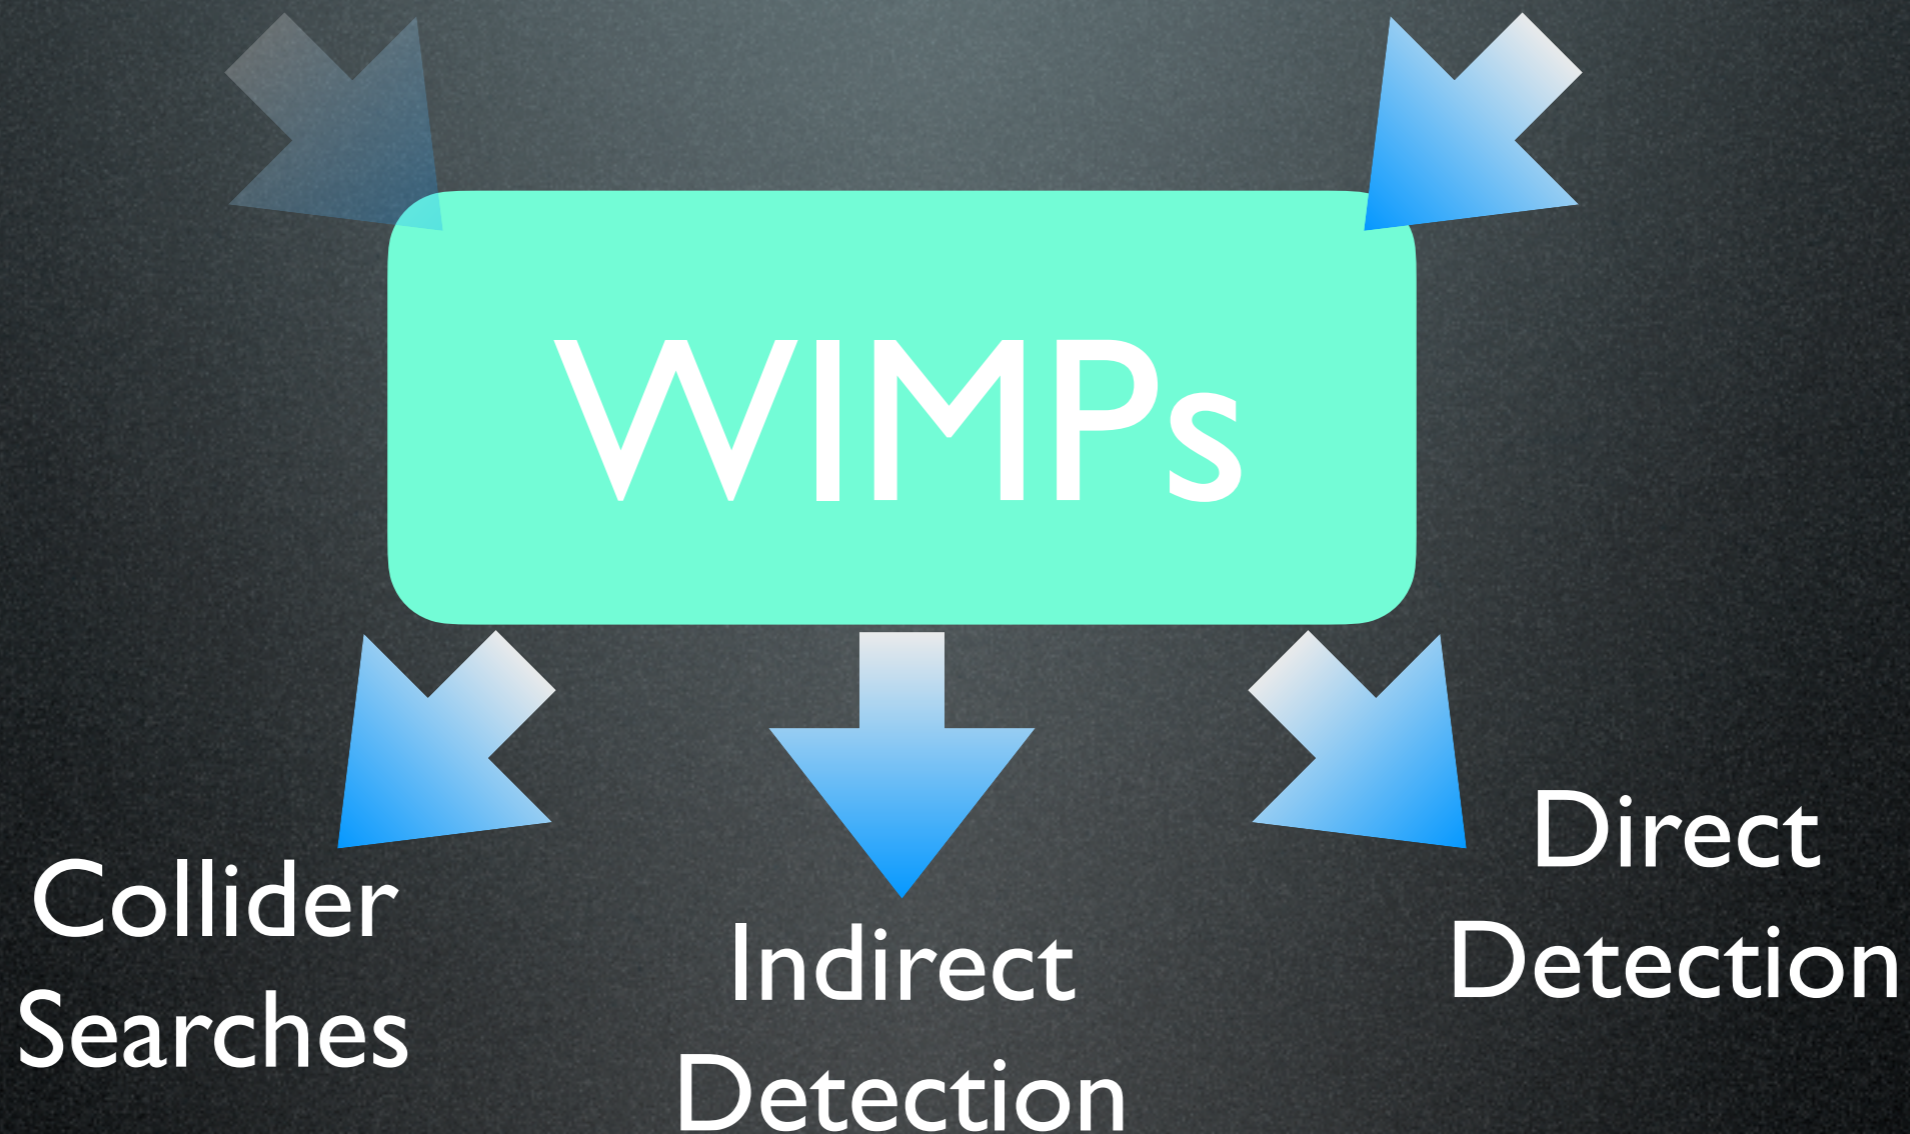 WIMPs
Collider
Searches
Indirect
Detection
Direct
Detection